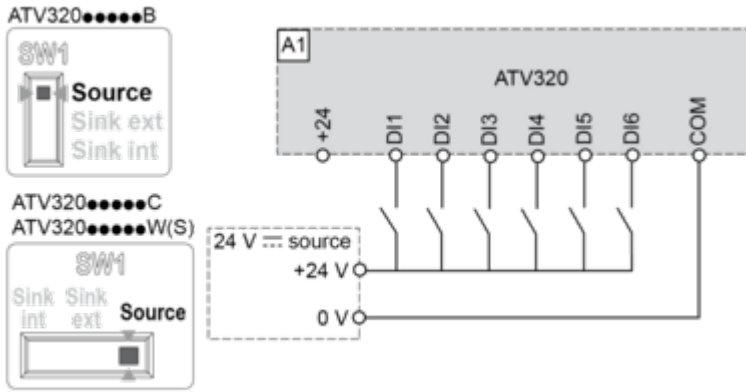 ATV320●●●●●B
SW1
Source
Sink ext
Sink int
ATV320●●●●●C
ATV320●●●●●W(S)
SW1
Sink int
Sink ext
Source
A1
ATV320
+24
DI1
DI2
DI3
DI4
DI5
DI6
COM
24 V ⎓ source
+24 V
0 V